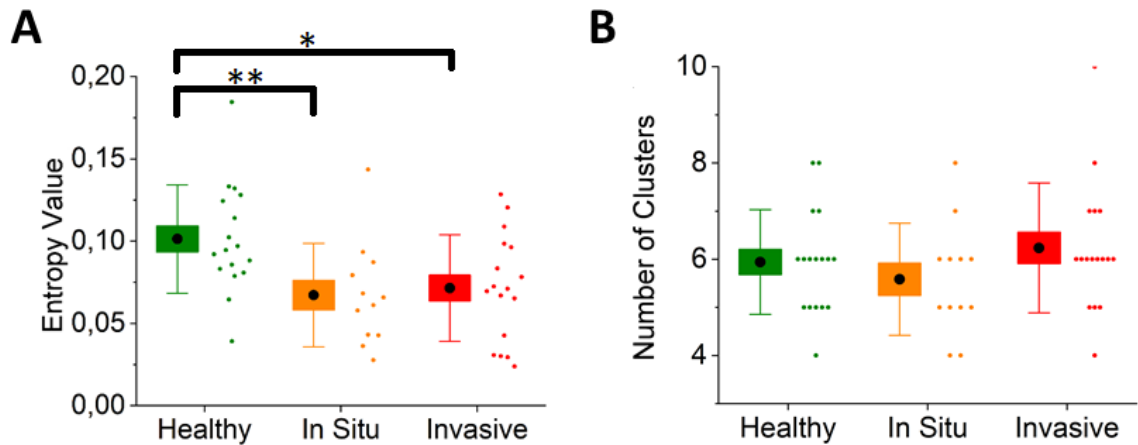 A
*
**
0,20
0,15
0,10
0,05
0,00
Entropy Value
Healthy In Situ Invasive
B
10
8
6
4
Number of Clusters
Healthy In Situ Invasive